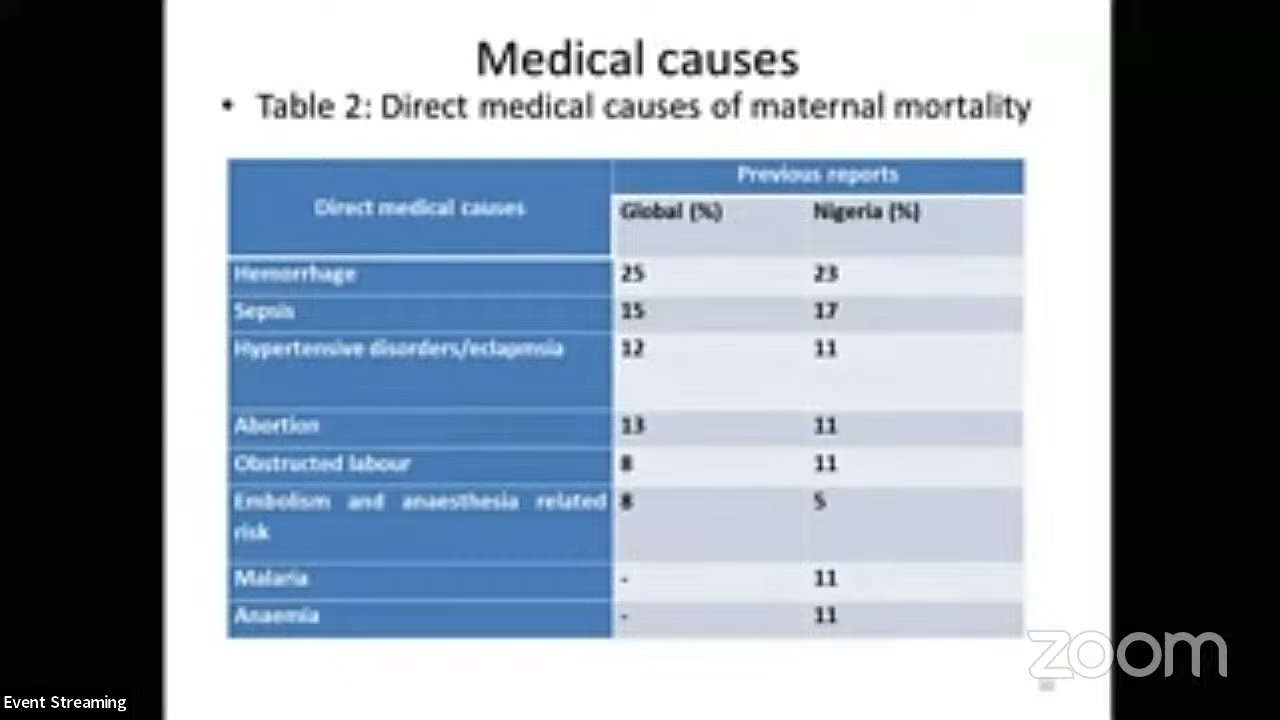 Medical causes
• Table 2: Direct medical causes of maternal mortality
Direct medical causes
Previous reports
Global (%) Nigeria (%)
Hemorrhage 25 23
Sepsis 15 17
Hypertensive disorders/eclapmsia 12 11
Abortion 13 11
Obstructed labour 8 11
Embolism and anaesthesia related 8 5
risk
Malaria - 11
Anaemia - 11
zoom
Event Streaming